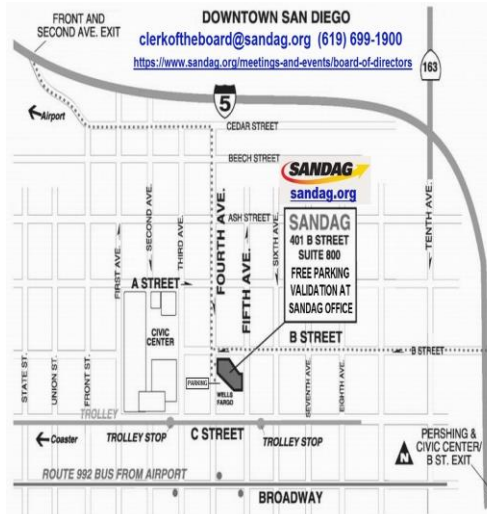 FRONT AND
SECOND AVE. EXIT
DOWNTOWN SAN DIEGO
clerkoftheboard@sandag.org (619) 699-1900
https://www.sandag.org/meetings-and-events/board-of-directors
163
5
Airport
CEDAR STREET
BEECH STREET
SANDAG
sandag.org
FIRST AVE.
SECOND AVE.
THIRD AVE.
FOURTH AVE.
FIFTH AVE.
ASH STREET
SIXTH AVE.
TENTH AVE.
SANDAG
401 B STREET
SUITE 800
FREE PARKING
VALIDATION AT
SANDAG OFFICE
A STREET
CIVIC
CENTER
B STREET
B STREET
STATE ST.
UNION ST.
FRONT ST.
PARKING
WELLS
FARGO
SEVENTH AVE.
EIGHTH AVE.
TROLLEY
Coaster
TROLLEY STOP
C STREET
TROLLEY STOP
N
PERSHING &
CIVIC CENTER/
B ST. EXIT
ROUTE 992 BUS FROM AIRPORT
BROADWAY